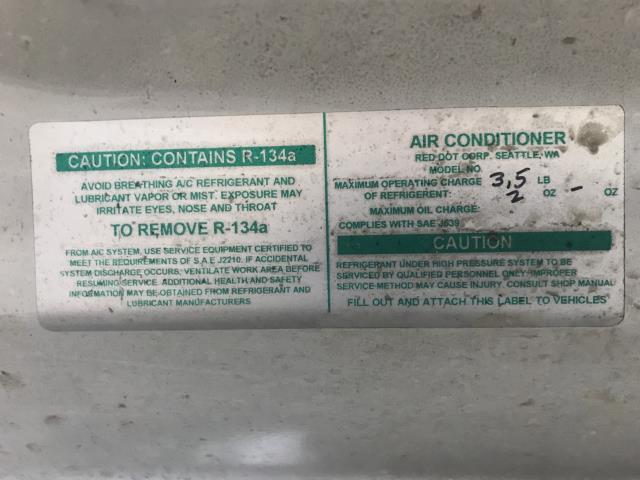 CAUTION: CONTAINS R-134a
AVOID BREATHING A/C REFRIGERANT AND
LUBRICANT VAPOR OR MIST. EXPOSURE MAY
IRRITATE EYES, NOSE AND THROAT
TO REMOVE R-134a
FROM A/C SYSTEM, USE SERVICE EQUIPMENT CERTIFIED TO
MEET THE REQUIREMENTS OF S.A.E. J2210. IF ACCIDENTAL
SYSTEM DISCHARGE OCCURS, VENTILATE WORK AREA BEFORE
RESUMING SERVICE. ADDITIONAL HEALTH AND SAFETY
INFORMATION MAY BE OBTAINED FROM REFRIGERANT AND
LUBRICANT MANUFACTURERS
AIR CONDITIONER
RED DOT CORP. SEATTLE, WA
MODEL NO.
MAXIMUM OPERATING CHARGE 3,5 LB
OF REFRIGERENT: 2 OZ - OZ
MAXIMUM OIL CHARGE:
COMPLIES WITH SAE J639
CAUTION
REFRIGERANT UNDER HIGH PRESSURE SYSTEM TO BE
SERVICED BY QUALIFIED PERSONNEL ONLY. IMPROPER
SERVICE METHOD MAY CAUSE INJURY. CONSULT SHOP MANUAL
FILL OUT AND ATTACH THIS LABEL TO VEHICLES